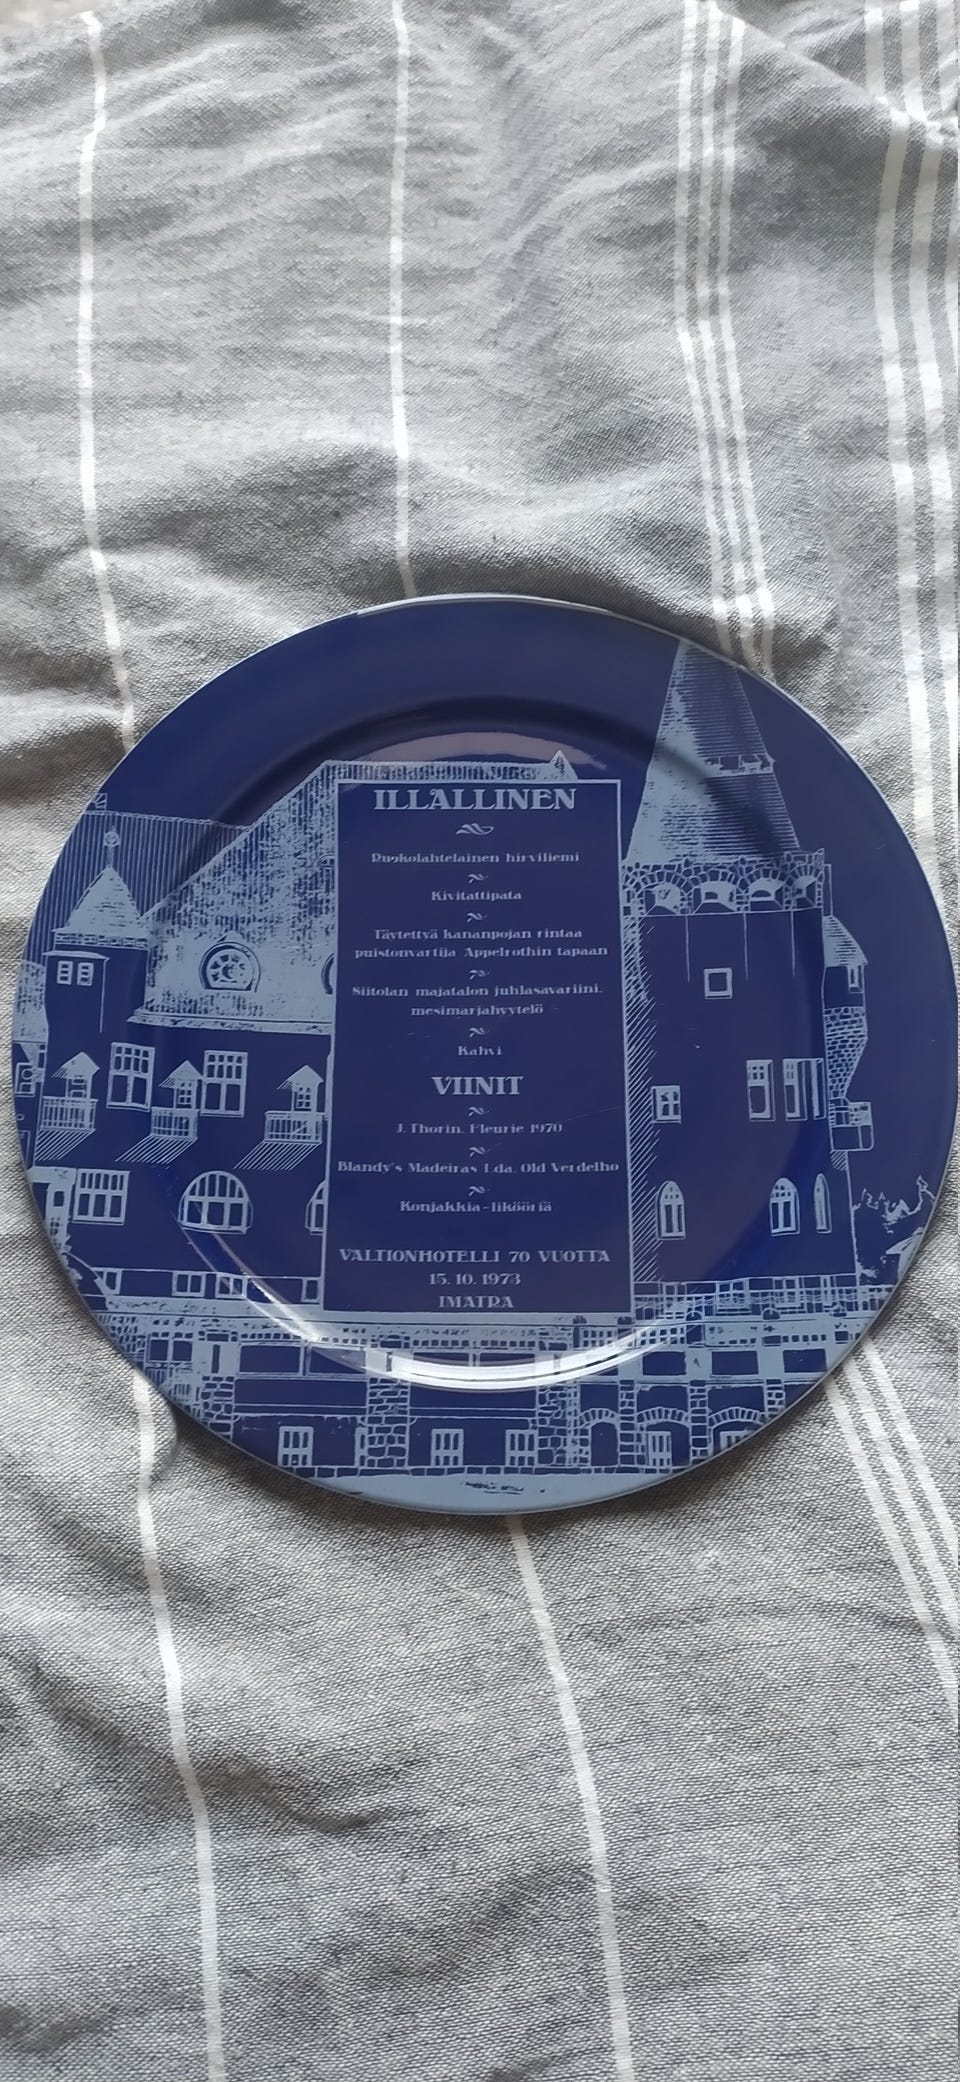 ILLALLINEN
Ruokolahtelainen hirviliemi
Kivitattipata
Täytettyä kananpojan rintaa
puistonvartija Appelrothin tapaan
Siitolan majatalon juhlasavariini,
mesimarjahyytelö
Kahvi
VIINIT
J. Thorin, Fleurie 1970
Blandy's Madeiras Lda, Old Verdelho
Konjakkia-likööriä
VALTIONHOTELLI 70 VUOTTA
15. 10. 1973
IMATRA